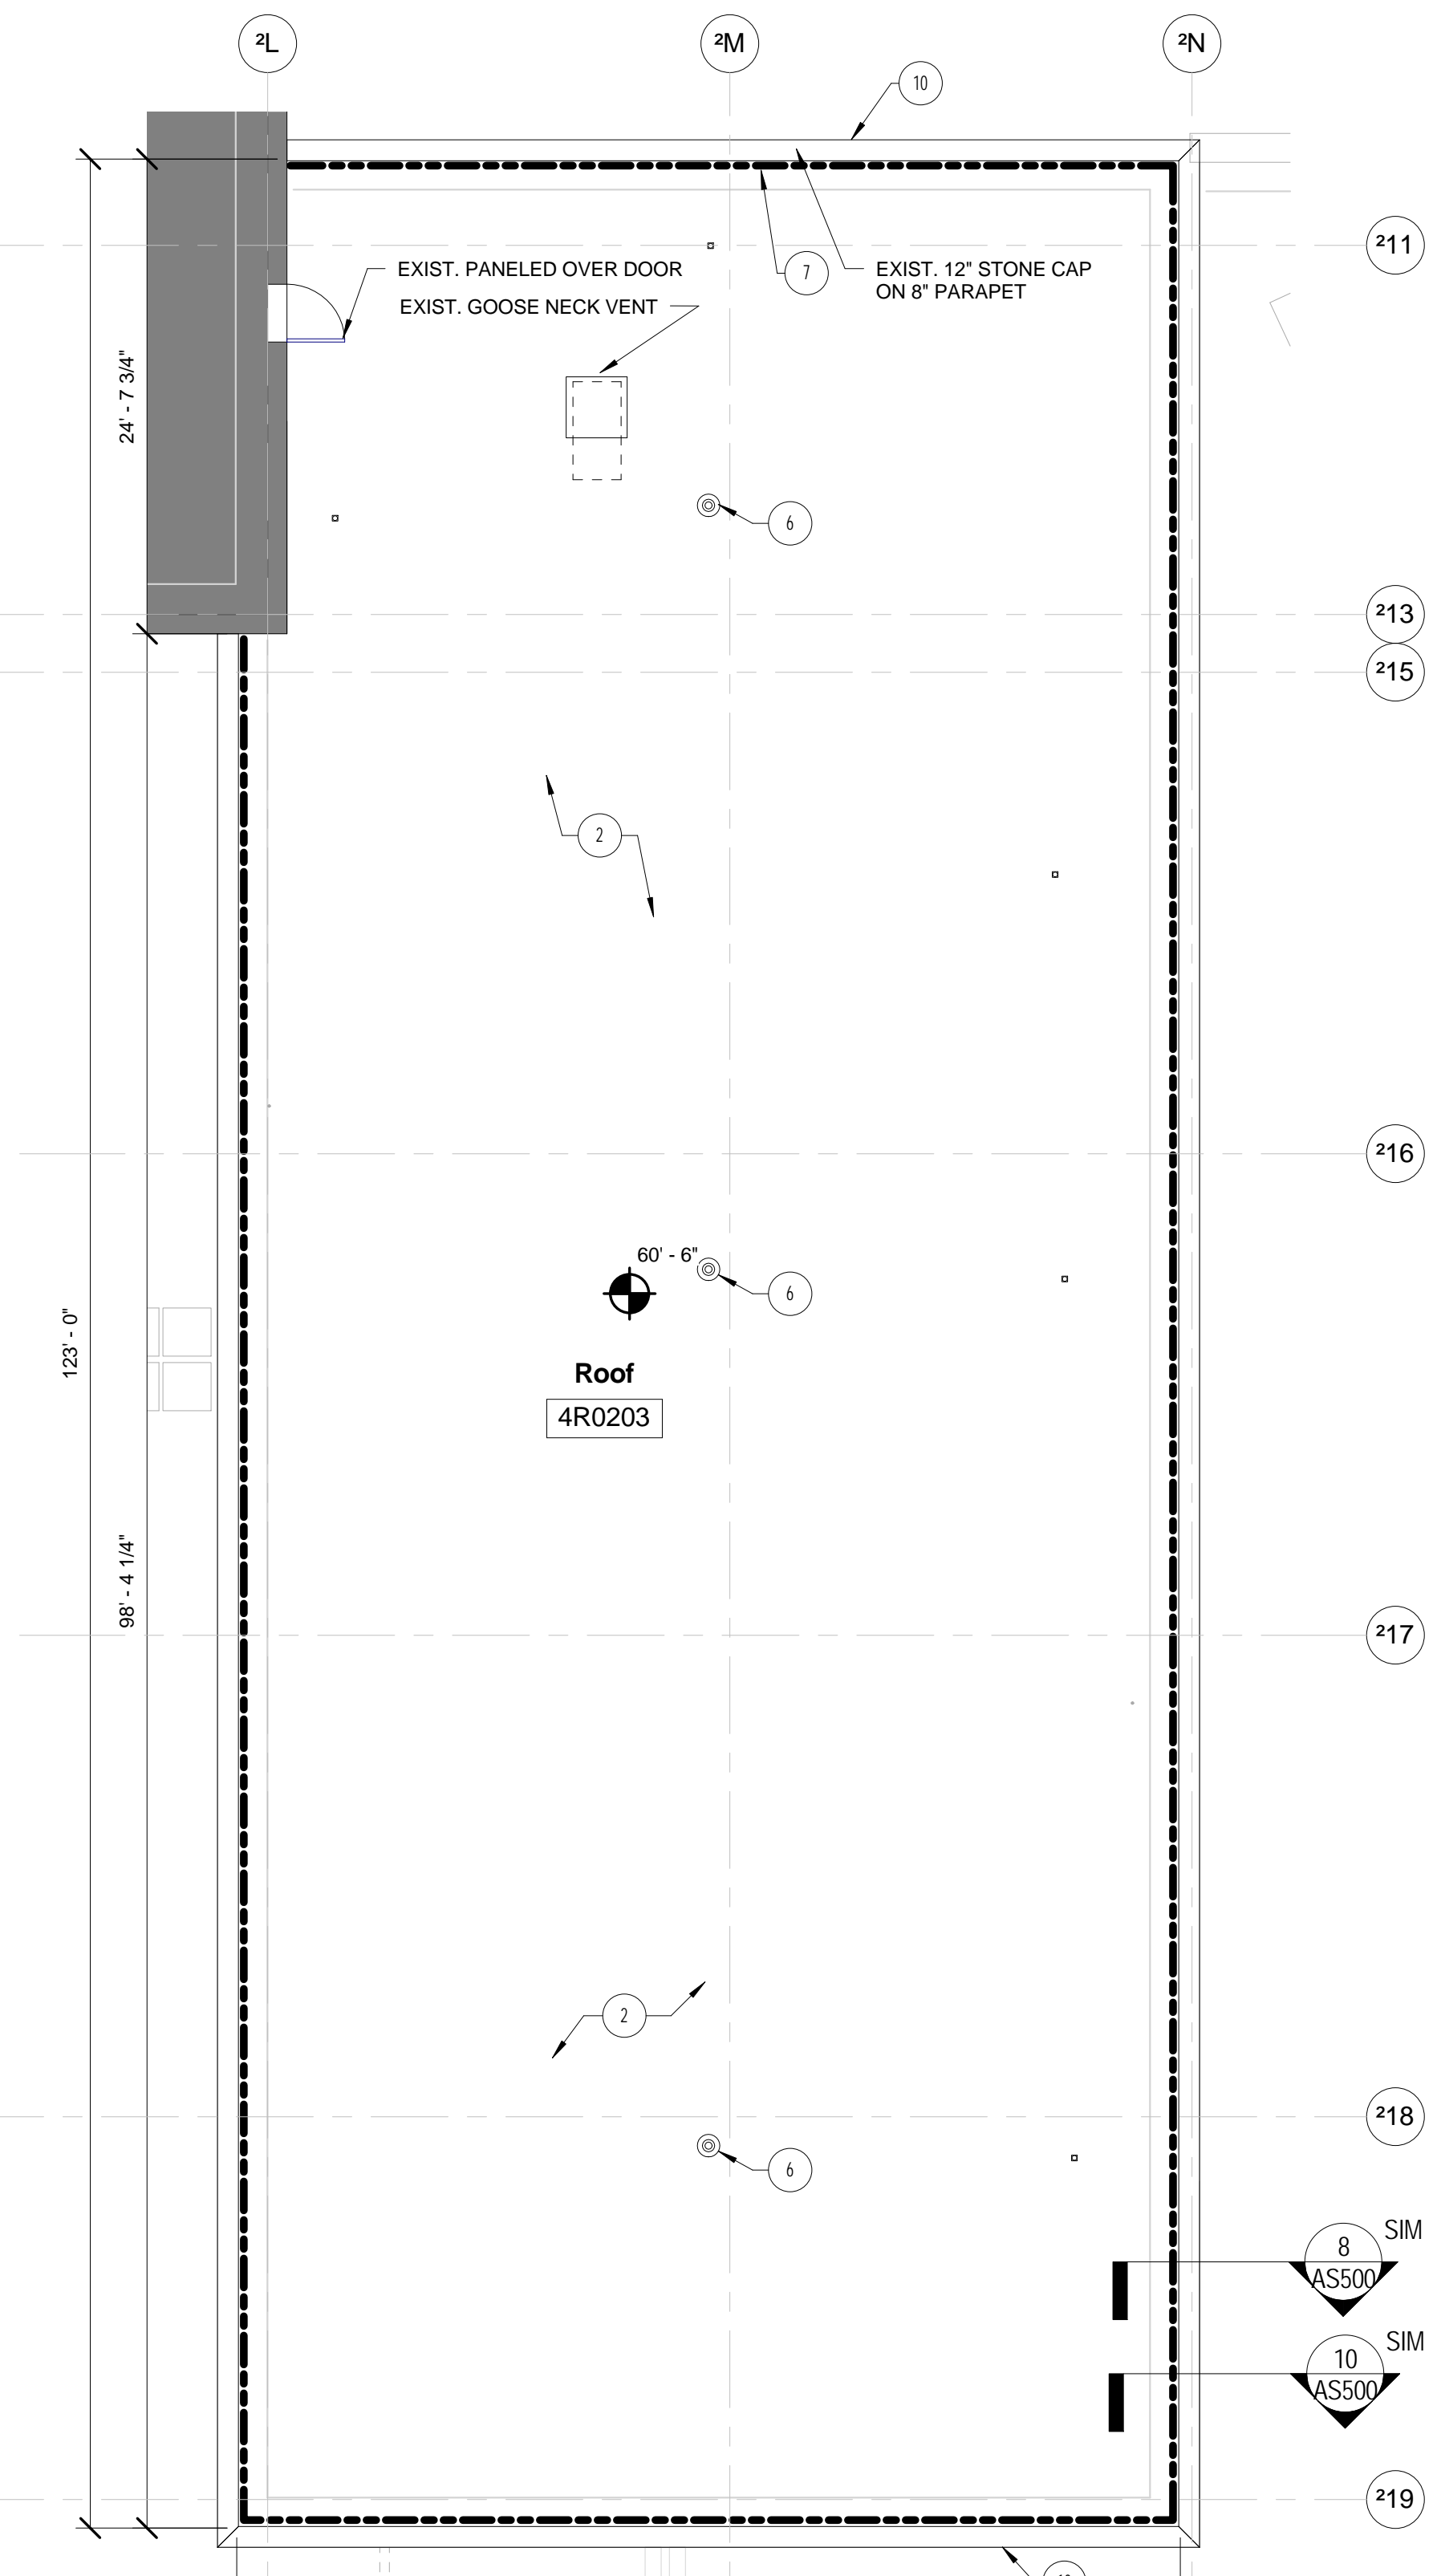 ²L
²M
²N
10
²11
EXIST. PANELED OVER DOOR
7
EXIST. 12" STONE CAP
ON 8" PARAPET
EXIST. GOOSE NECK VENT
24' - 7 3/4"
6
²13
²15
2
²16
60' - 6"
6
123' - 0"
Roof
4R0203
98' - 4 1/4"
²17
2
²18
6
SIM
8
AS500
SIM
10
AS500
²19